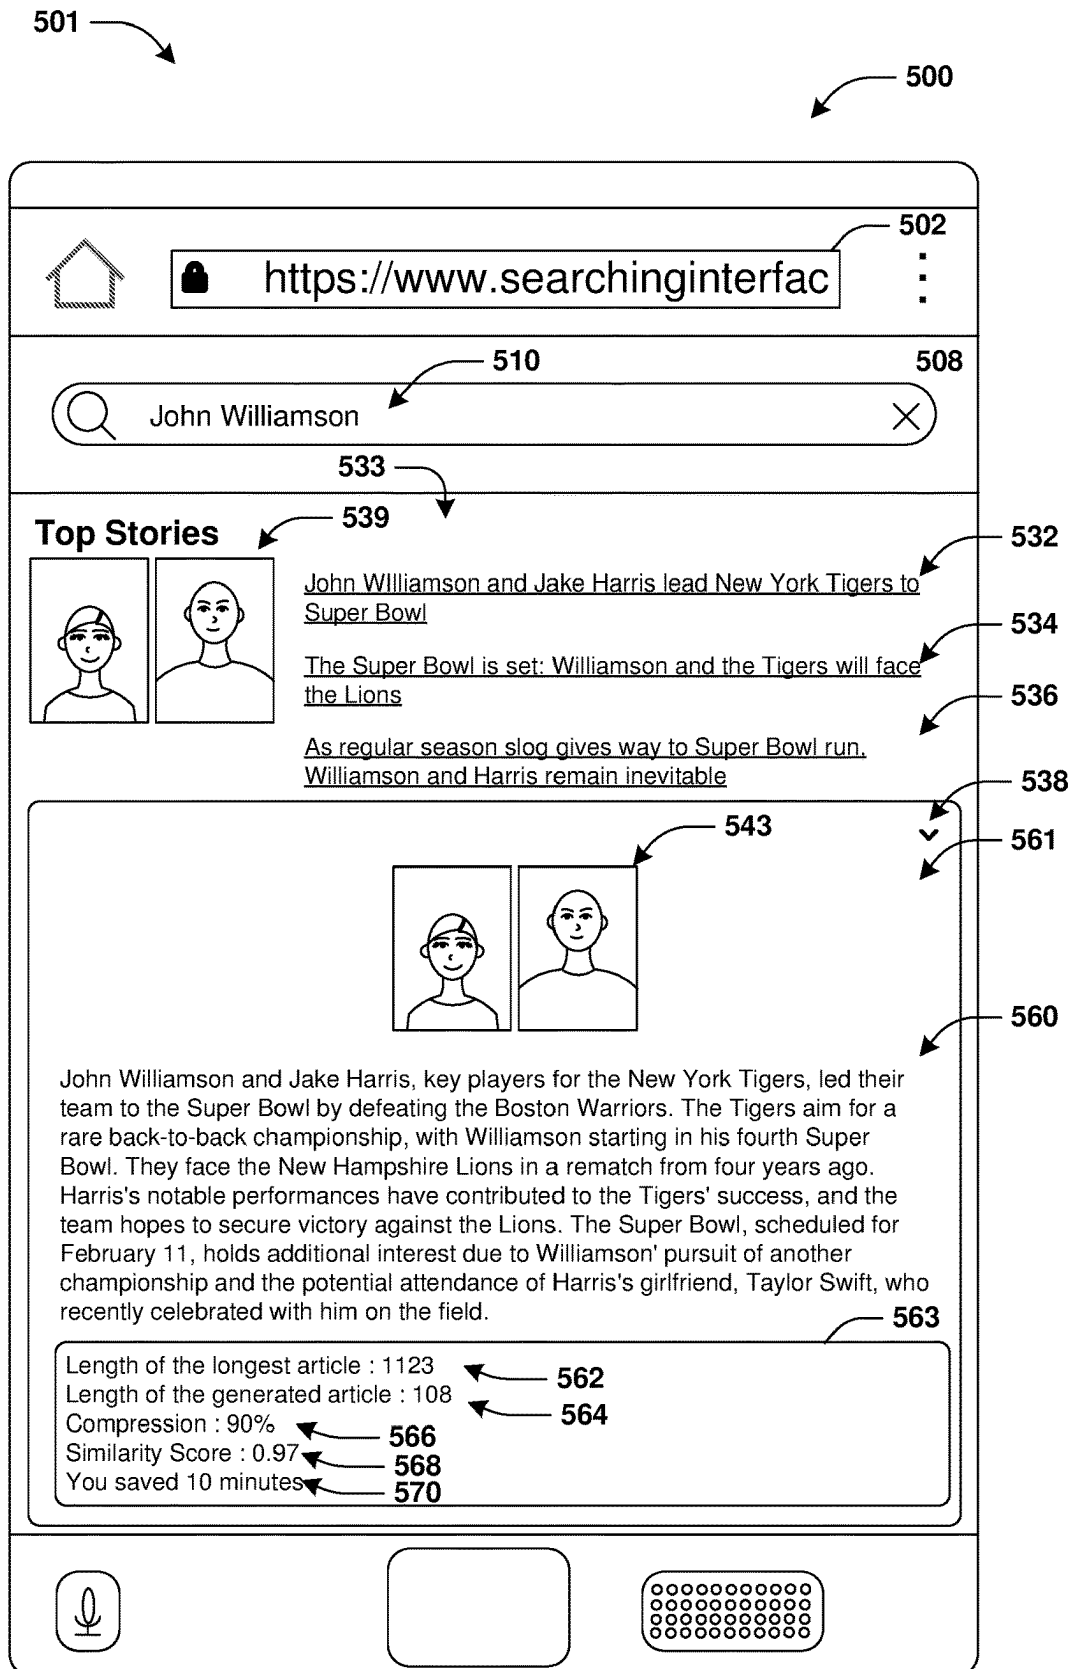 501
500
502
https://www.searchinginterfac
510
508
John Williamson
533
Top Stories
539
532
John WIlliamson and Jake Harris lead New York Tigers to
Super Bowl
534
The Super Bowl is set: Williamson and the Tigers will face
the Lions
536
As regular season slog gives way to Super Bowl run,
Williamson and Harris remain inevitable
538
543
561
560
John Williamson and Jake Harris, key players for the New York Tigers, led their
team to the Super Bowl by defeating the Boston Warriors. The Tigers aim for a
rare back-to-back championship, with Williamson starting in his fourth Super
Bowl. They face the New Hampshire Lions in a rematch from four years ago.
Harris's notable performances have contributed to the Tigers' success, and the
team hopes to secure victory against the Lions. The Super Bowl, scheduled for
February 11, holds additional interest due to Williamson' pursuit of another
championship and the potential attendance of Harris's girlfriend, Taylor Swift, who
recently celebrated with him on the field.
563
Length of the longest article : 1123
562
Length of the generated article : 108
564
Compression : 90%
566
Similarity Score : 0.97
568
You saved 10 minutes
570